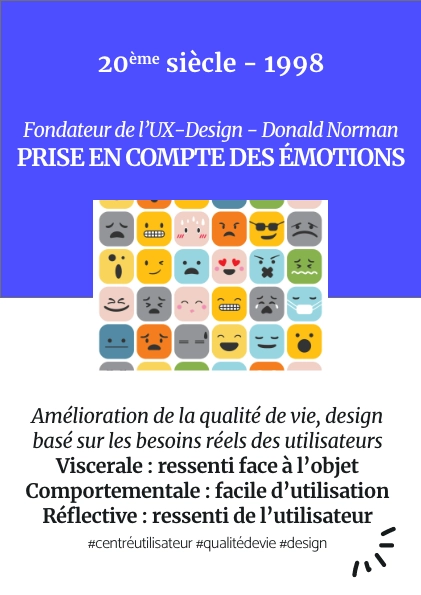 20ème siècle - 1998
Fondateur de l'UX-Design - Donald Norman
PRISE EN COMPTE DES ÉMOTIONS
Amélioration de la qualité de vie, design
basé sur les besoins réels des utilisateurs
Viscerale : ressenti face à l'objet
Comportementale : facile d'utilisation
Réflective : ressenti de l'utilisateur
#centréutilisateur #qualitédevie #design